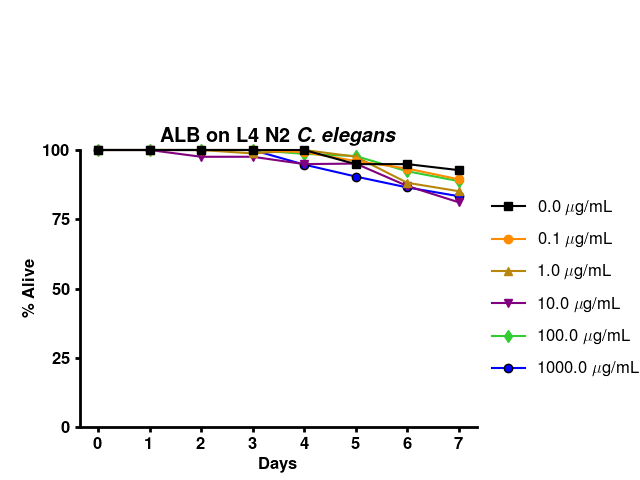 ALB on L4 N2 C. elegans
100
75
50
25
0
% Alive
0 1 2 3 4 5 6 7
Days
0.0 μg/mL
0.1 μg/mL
1.0 μg/mL
10.0 μg/mL
100.0 μg/mL
1000.0 μg/mL